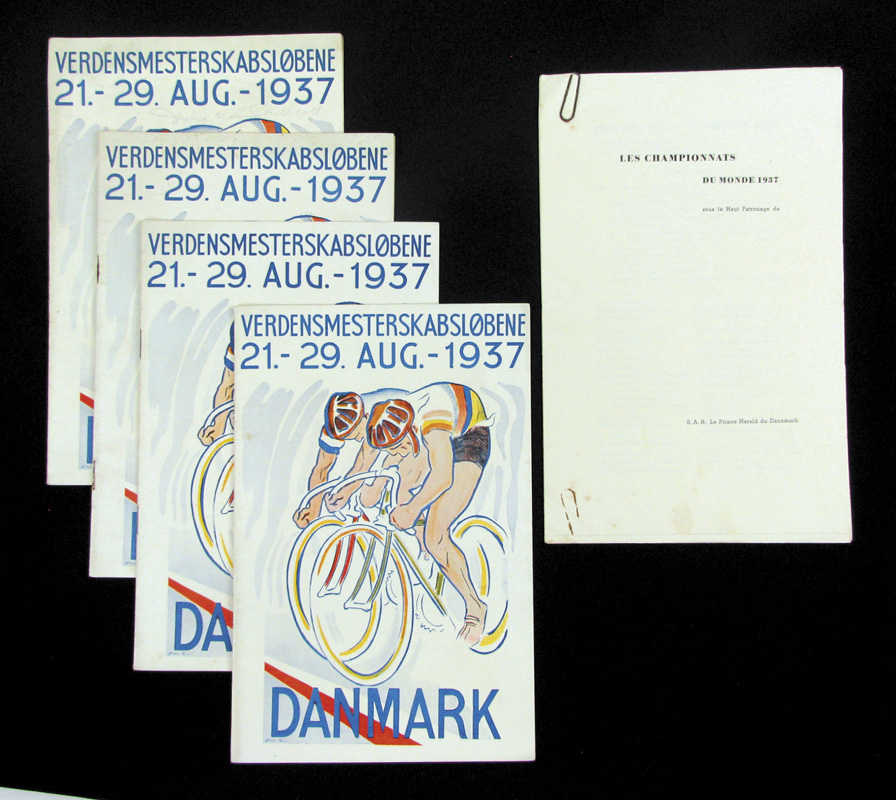 VERDENSMESTERSKABSLØBENE
21.- 29. AUG.- 1937
VERDENSMESTERSKABSLØBENE
21.- 29. AUG.- 1937
VERDENSMESTERSKABSLØBENE
21.- 29. AUG.- 1937
DA
VERDENSMESTERSKABSLØBENE
21.- 29. AUG.- 1937
DANMARK
LES CHAMPIONNATS
DU MONDE 1937
sous le Haut Patronage de
S. A. R. Le Prince Harald du Danemark